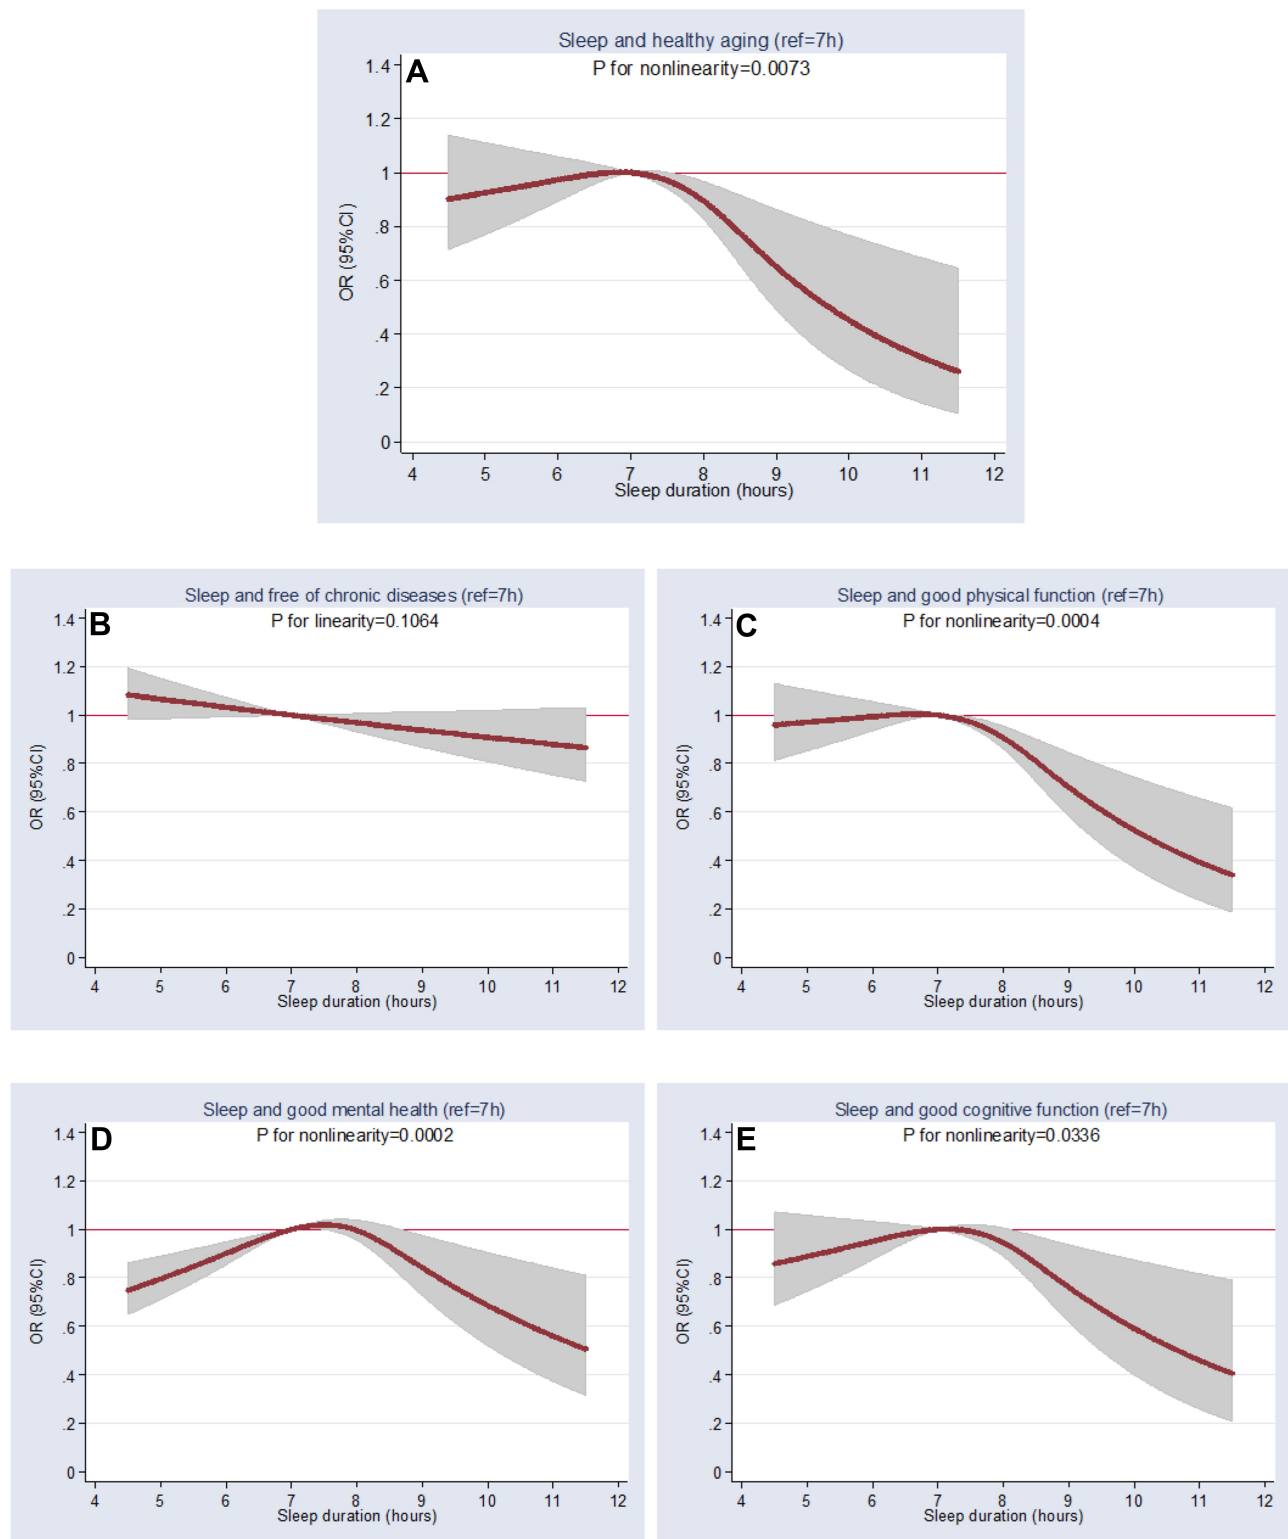 Sleep and healthy aging (ref=7h)
A
P for nonlinearity=0.0073
OR (95%CI)
1.4
1.2
1
.8
.6
.4
.2
0
4 5 6 7 8 9 10 11 12
Sleep duration (hours)
Sleep and free of chronic diseases (ref=7h)
B
P for linearity=0.1064
OR (95%CI)
1.4
1.2
1
.8
.6
.4
.2
0
4 5 6 7 8 9 10 11 12
Sleep duration (hours)
Sleep and good physical function (ref=7h)
C
P for nonlinearity=0.0004
OR (95%CI)
1.4
1.2
1
.8
.6
.4
.2
0
4 5 6 7 8 9 10 11 12
Sleep duration (hours)
Sleep and good mental health (ref=7h)
D
P for nonlinearity=0.0002
OR (95%CI)
1.4
1.2
1
.8
.6
.4
.2
0
4 5 6 7 8 9 10 11 12
Sleep duration (hours)
Sleep and good cognitive function (ref=7h)
E
P for nonlinearity=0.0336
OR (95%CI)
1.4
1.2
1
.8
.6
.4
.2
0
4 5 6 7 8 9 10 11 12
Sleep duration (hours)